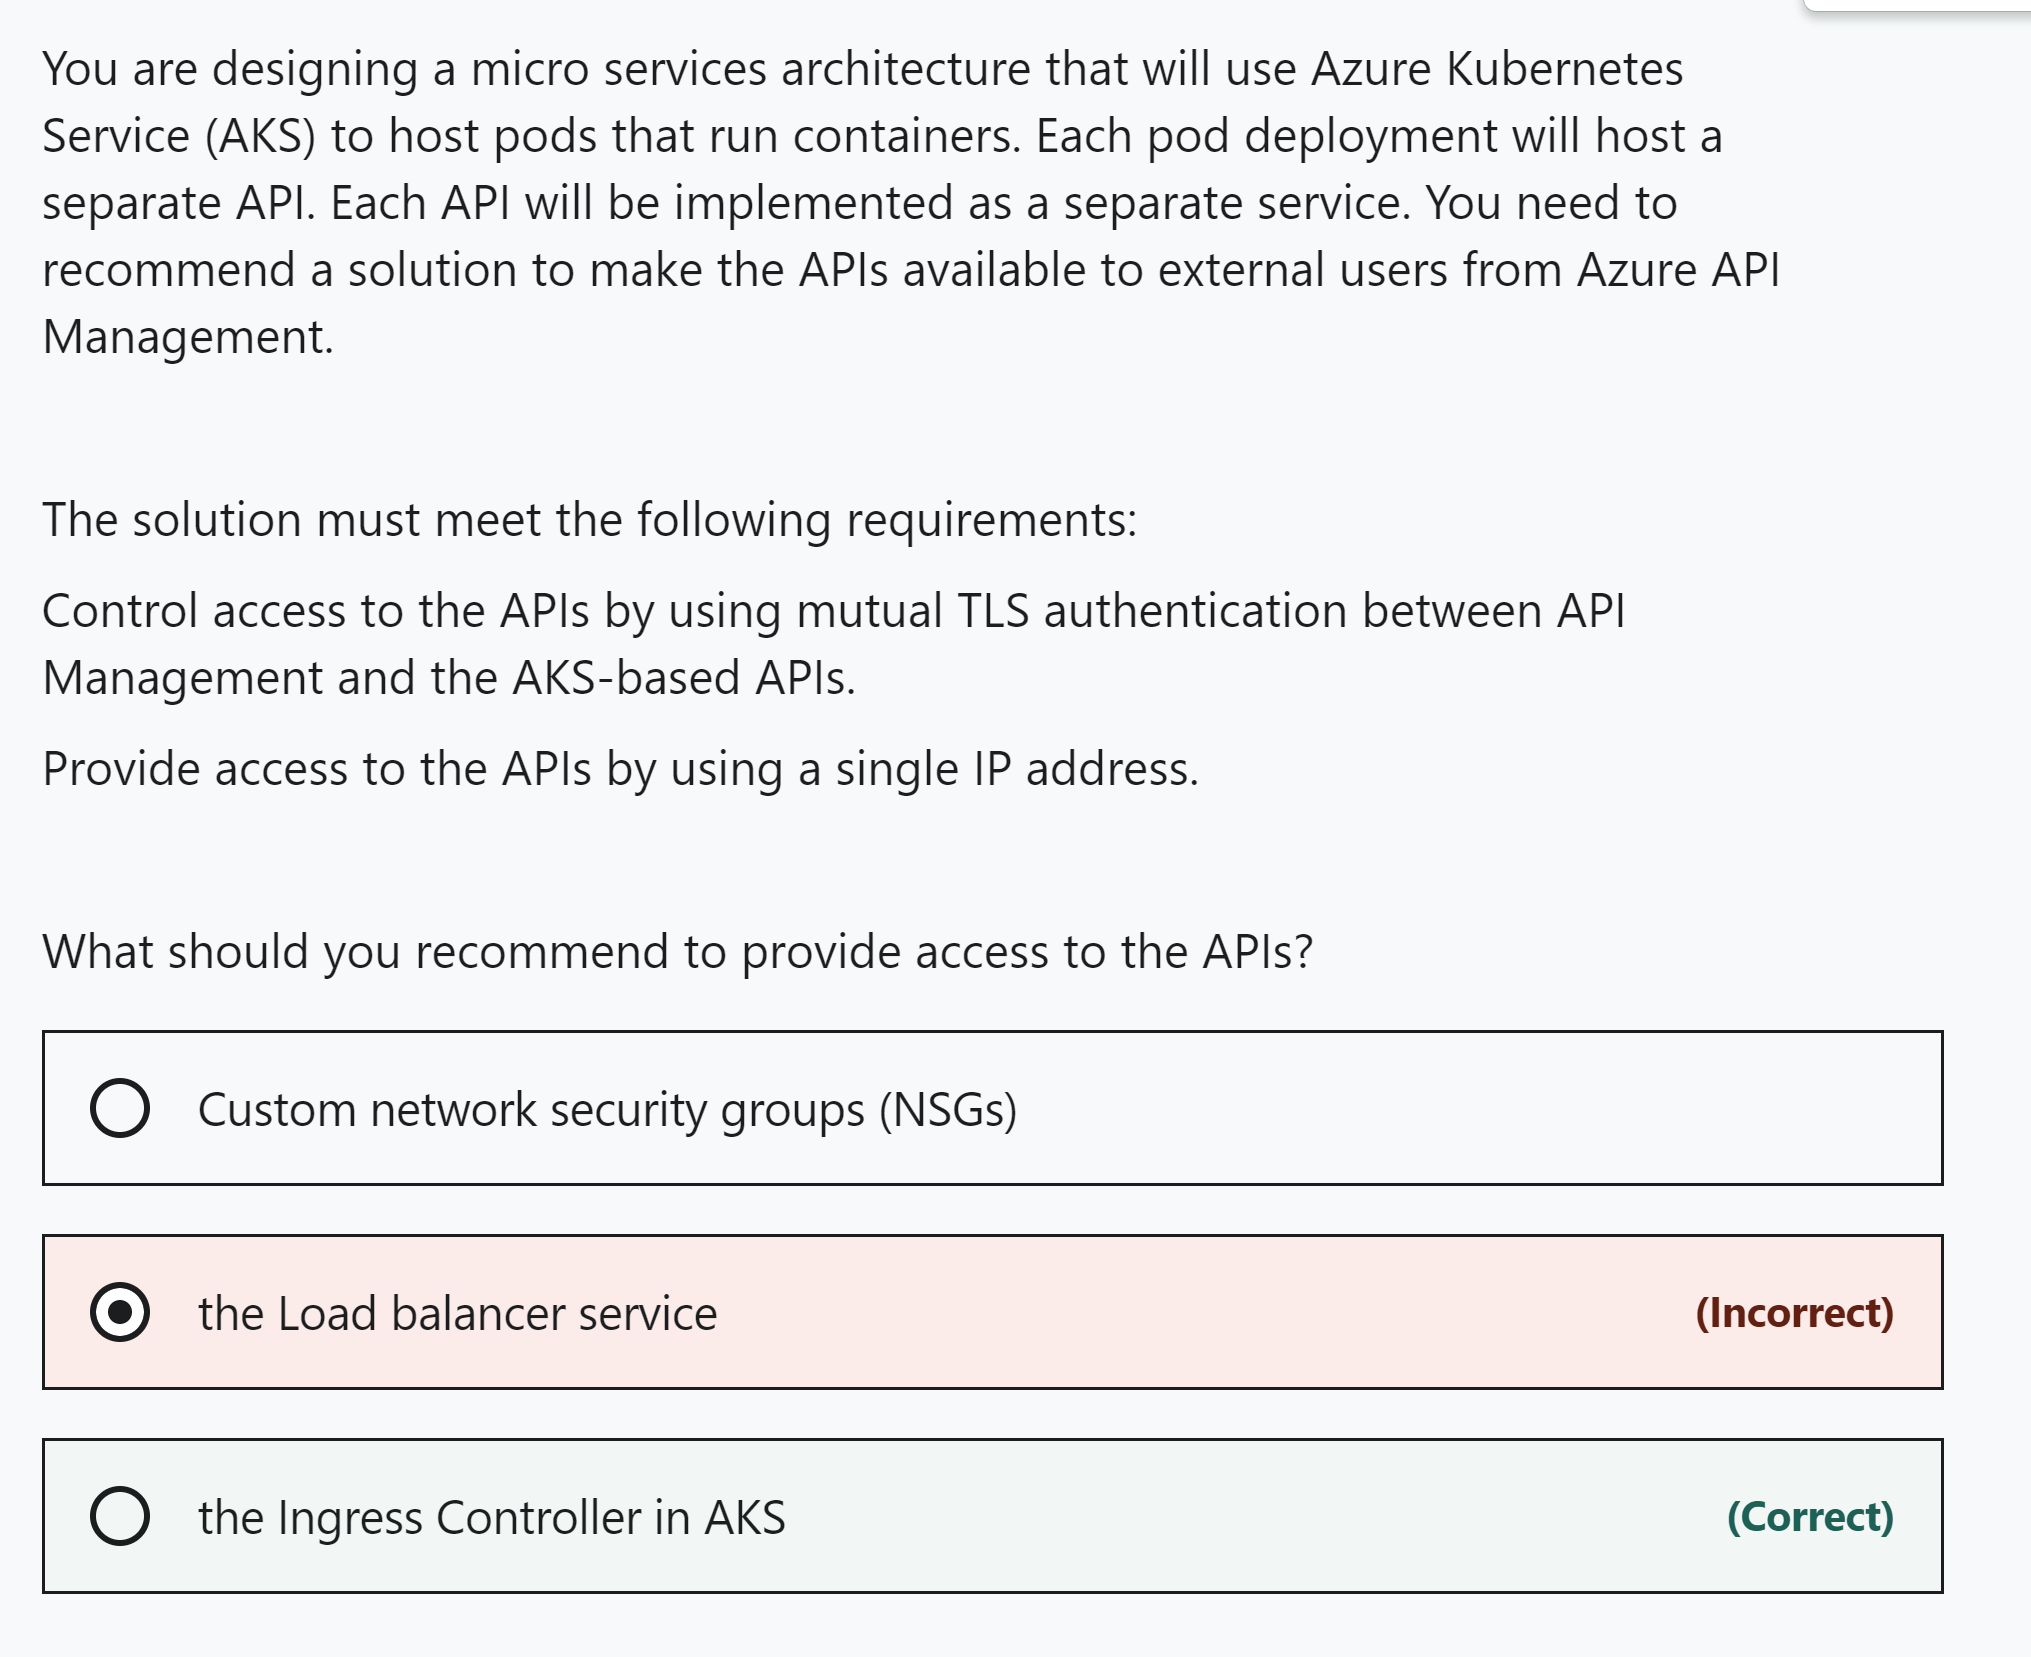 You are designing a micro services architecture that will use Azure Kubernetes
Service (AKS) to host pods that run containers. Each pod deployment will host a
separate API. Each API will be implemented as a separate service. You need to
recommend a solution to make the APIs available to external users from Azure API
Management.
The solution must meet the following requirements:
Control access to the APIs by using mutual TLS authentication between API
Management and the AKS-based APIs.
Provide access to the APIs by using a single IP address.
What should you recommend to provide access to the APIs?
Custom network security groups (NSGs)
the Load balancer service (Incorrect)
the Ingress Controller in AKS (Correct)